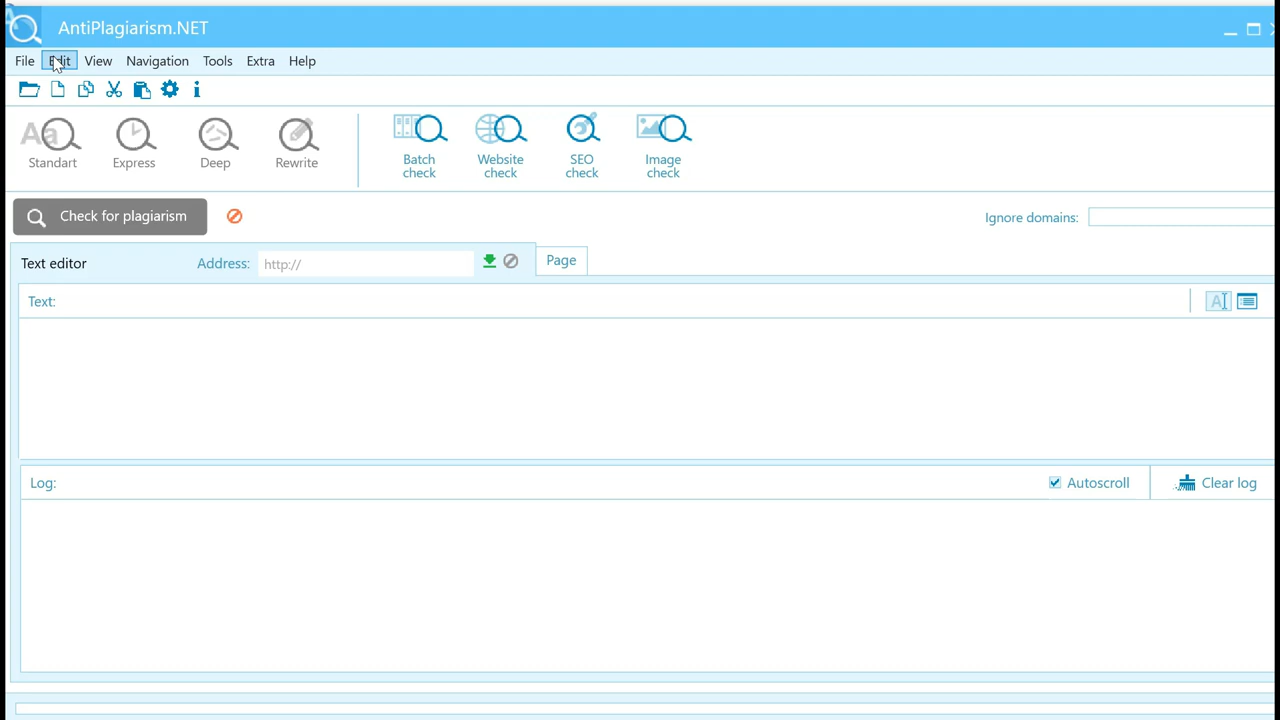 AntiPlagiarism.NET
File Edit View Navigation Tools Extra Help
Aa
Standart Express Deep Rewrite Batch check Website check SEO check Image check
Check for plagiarism Ignore domains:
Text editor Address: http:// Page
Text: A
Log: Autoscroll Clear log